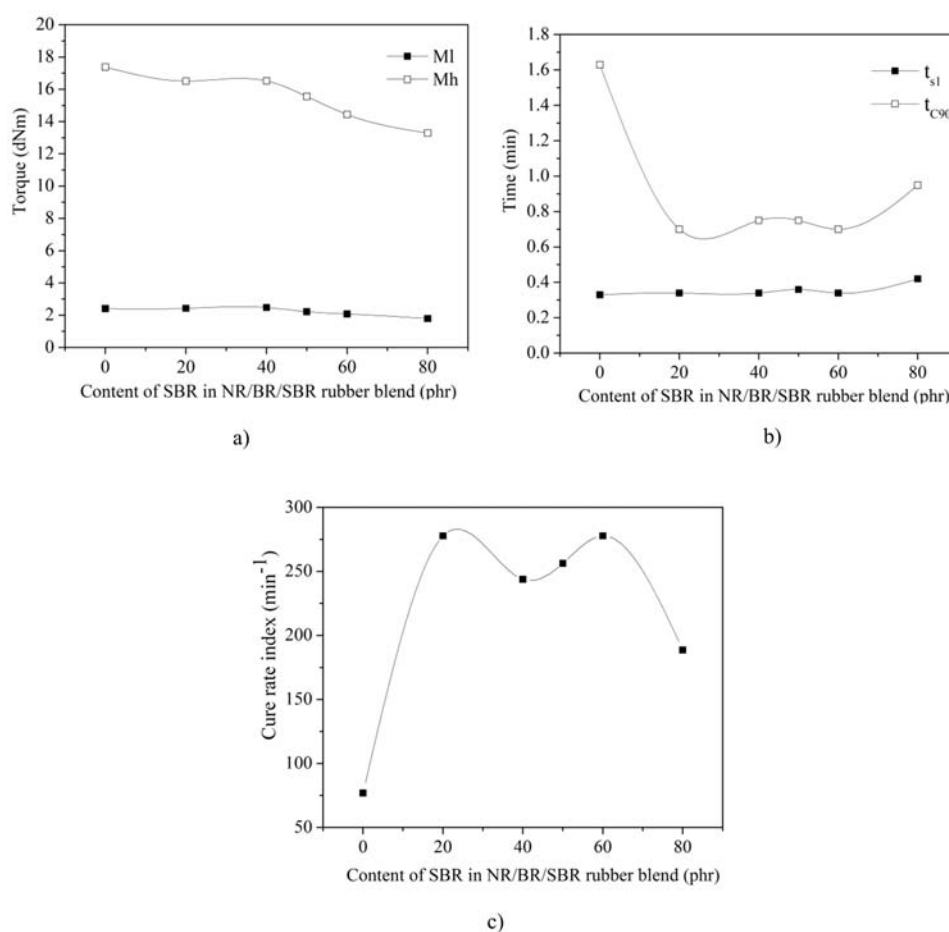 20
18
16
14
12
10
8
6
4
2
0
Torque (dNm)
Ml
Mh
0 20 40 60 80
Content of SBR in NR/BR/SBR rubber blend (phr)
a)
1.8
1.6
1.4
1.2
1.0
0.8
0.6
0.4
0.2
0.0
Time (min)
t_s1
t_C90
0 20 40 60 80
Content of SBR in NR/BR/SBR rubber blend (phr)
b)
300
250
200
150
100
50
Cure rate index (min⁻¹)
0 20 40 60 80
Content of SBR in NR/BR/SBR rubber blend (phr)
c)